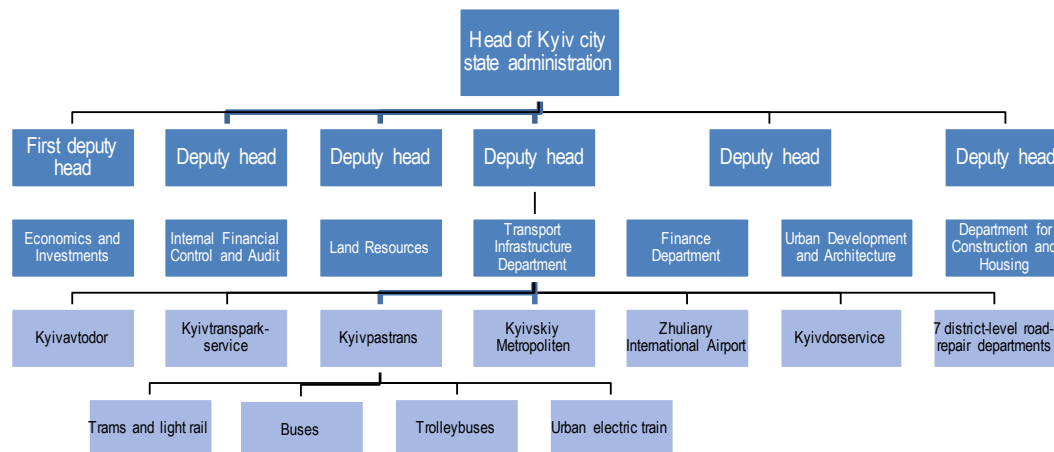 Head of Kyiv city
state administration
First deputy
head
Deputy head
Deputy head
Deputy head
Deputy head
Deputy head
Economics and
Investments
Internal Financial
Control and Audit
Land Resources
Transport
Infrastructure
Department
Finance
Department
Urban Development
and Architecture
Department for
Construction and
Housing
Kyivavtodor
Kyivtranspark-
service
Kyivpastrans
Kyivskiy
Metropoliten
Zhuliany
International Airport
Kyivdorservice
7 district-level road-
repair departments
Trams and light rail
Buses
Trolleybuses
Urban electric train